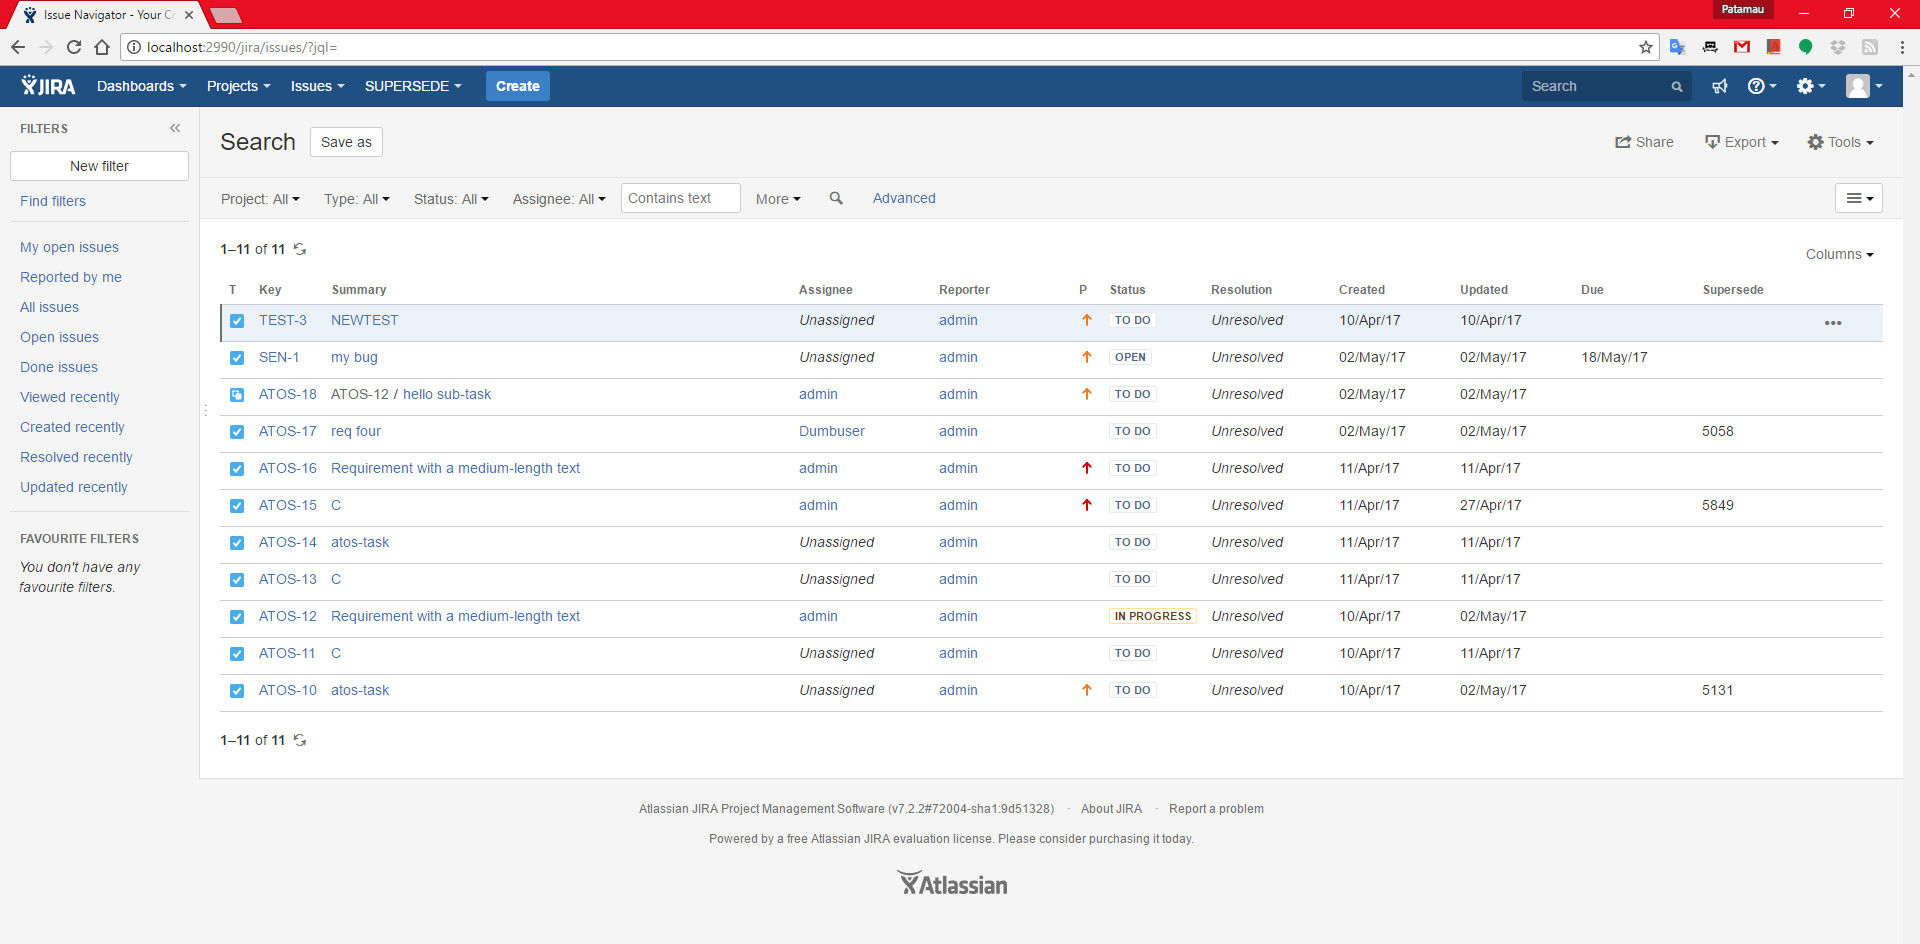 Issue Navigator - Your Co
Patamau
localhost:2990/jira/issues/?jql=
JIRA Dashboards Projects Issues SUPERSEDE Create Search
FILTERS
New filter
Find filters
My open issues
Reported by me
All issues
Open issues
Done issues
Viewed recently
Created recently
Resolved recently
Updated recently
FAVOURITE FILTERS
You don't have any
favourite filters.
Search Save as Share Export Tools
Project: All Type: All Status: All Assignee: All Contains text More Advanced
1–11 of 11
Columns
T Key Summary Assignee Reporter P Status Resolution Created Updated Due Supersede
TEST-3 NEWTEST Unassigned admin TO DO Unresolved 10/Apr/17 10/Apr/17
SEN-1 my bug Unassigned admin OPEN Unresolved 02/May/17 02/May/17 18/May/17
ATOS-18 ATOS-12 / hello sub-task admin admin TO DO Unresolved 02/May/17 02/May/17
ATOS-17 req four Dumbuser admin TO DO Unresolved 02/May/17 02/May/17 5058
ATOS-16 Requirement with a medium-length text admin admin TO DO Unresolved 11/Apr/17 11/Apr/17
ATOS-15 C admin admin TO DO Unresolved 11/Apr/17 27/Apr/17 5849
ATOS-14 atos-task Unassigned admin TO DO Unresolved 11/Apr/17 11/Apr/17
ATOS-13 C Unassigned admin TO DO Unresolved 11/Apr/17 11/Apr/17
ATOS-12 Requirement with a medium-length text admin admin IN PROGRESS Unresolved 10/Apr/17 02/May/17
ATOS-11 C Unassigned admin TO DO Unresolved 10/Apr/17 11/Apr/17
ATOS-10 atos-task Unassigned admin TO DO Unresolved 10/Apr/17 02/May/17 5131
1–11 of 11
Atlassian JIRA Project Management Software (v7.2.2#72004-sha1:9d51328) · About JIRA · Report a problem
Powered by a free Atlassian JIRA evaluation license. Please consider purchasing it today.
Atlassian